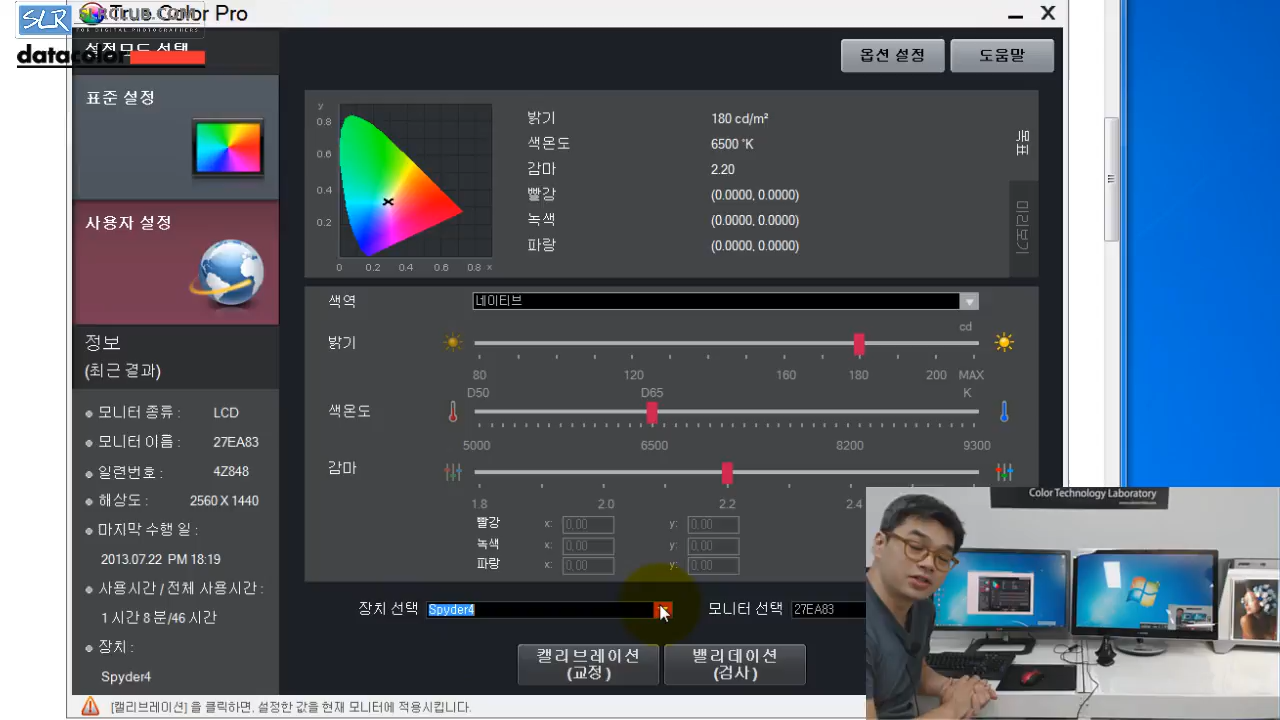 SLR
SLRCLUB.COM
FOR DIGITAL PHOTOGRAPHERS
True Color Pro
설정모드 선택
datacolor
옵션 설정
도움말
표준 설정
사용자 설정
정보
(최근 결과)
모니터 종류 : LCD
모니터 이름 : 27EA83
일련번호 : 4Z848
해상도 : 2560 X 1440
마지막 수행 일 :
2013.07.22 PM 18:19
사용시간 / 전체 사용시간 :
1 시간 8 분/46 시간
장치 :
Spyder4
y
0.8
0.6
0.4
0.2
0 0.2 0.4 0.6 0.8 x
밝기 180 cd/m²
색온도 6500 °K
감마 2.20
빨강 (0.0000, 0.0000)
녹색 (0.0000, 0.0000)
파랑 (0.0000, 0.0000)
목표
미리보기
색역 네이티브
밝기
cd
80 120 160 180 200 MAX
D50 D65 K
색온도
5000 6500 8200 9300
감마
1.8 2.0 2.2 2.4
빨강 x: 0,00 y: 0,00
녹색 x: 0,00 y: 0,00
파랑 x: 0,00 y: 0,00
장치 선택 Spyder4 모니터 선택 27EA83
캘리브레이션
(교정)
밸리데이션
(검사)
[캘리브레이션] 을 클릭하면, 설정한 값을 현재 모니터에 적용시킵니다.
Color Technology Laboratory